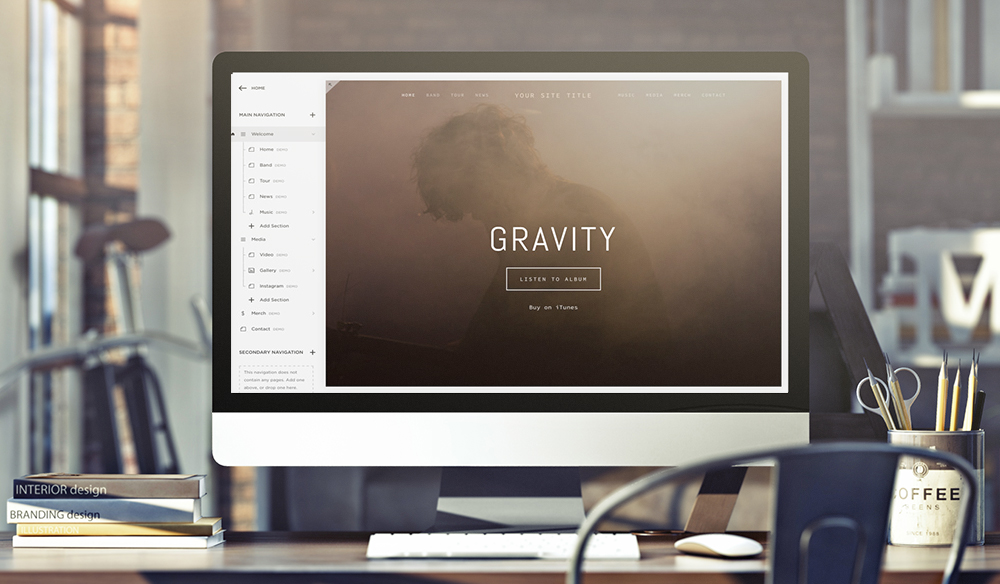 HOME
MAIN NAVIGATION
Welcome
Home DEMO
Band DEMO
Tour DEMO
News DEMO
Music DEMO
Add Section
Media
Video DEMO
Gallery DEMO
Instagram DEMO
Add Section
Merch DEMO
Contact DEMO
SECONDARY NAVIGATION
This navigation does not
contain any pages. Add one
above, or drop one here.
HOME BAND TOUR NEWS YOUR SITE TITLE MUSIC MEDIA MERCH CONTACT
GRAVITY
LISTEN TO ALBUM
Buy on iTunes
INTERIOR design
BRANDING design
ILLUSTRATION
COFFEE
W